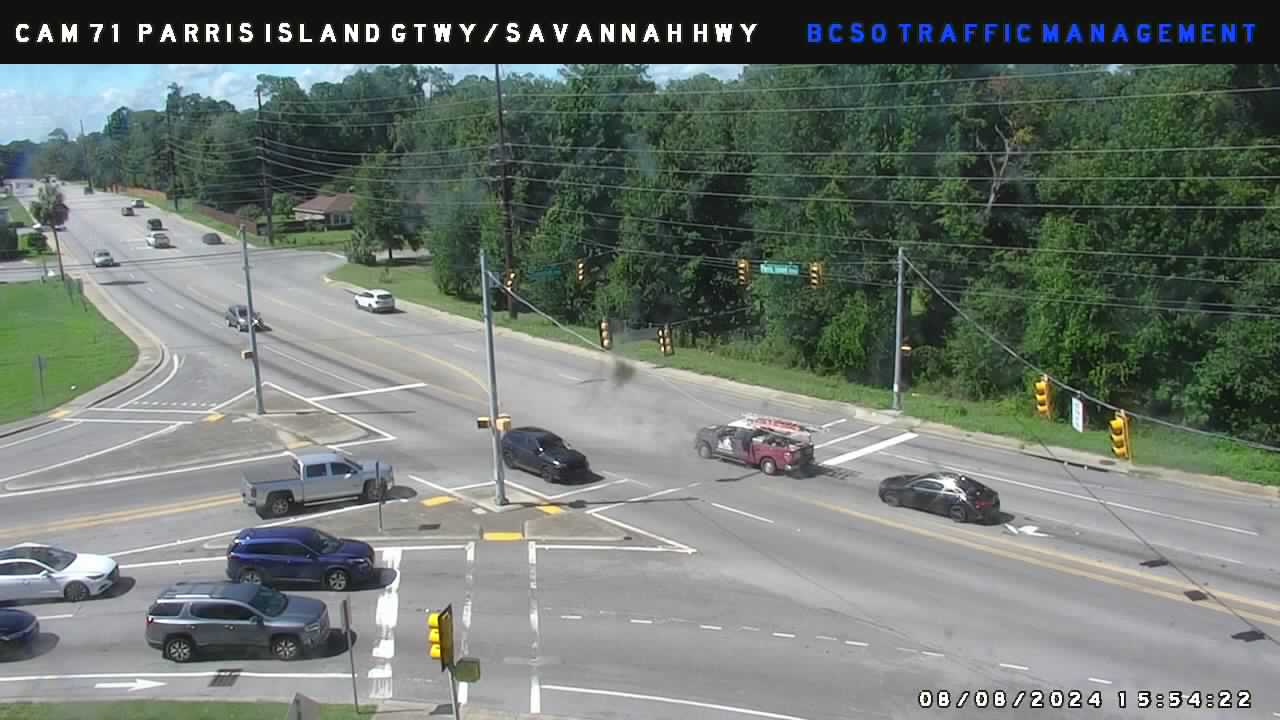 CAM 71 PARRIS ISLAND GTWY/SAVANNAH HWY BCSO TRAFFIC MANAGEMENT
08/08/2024 15:54:22